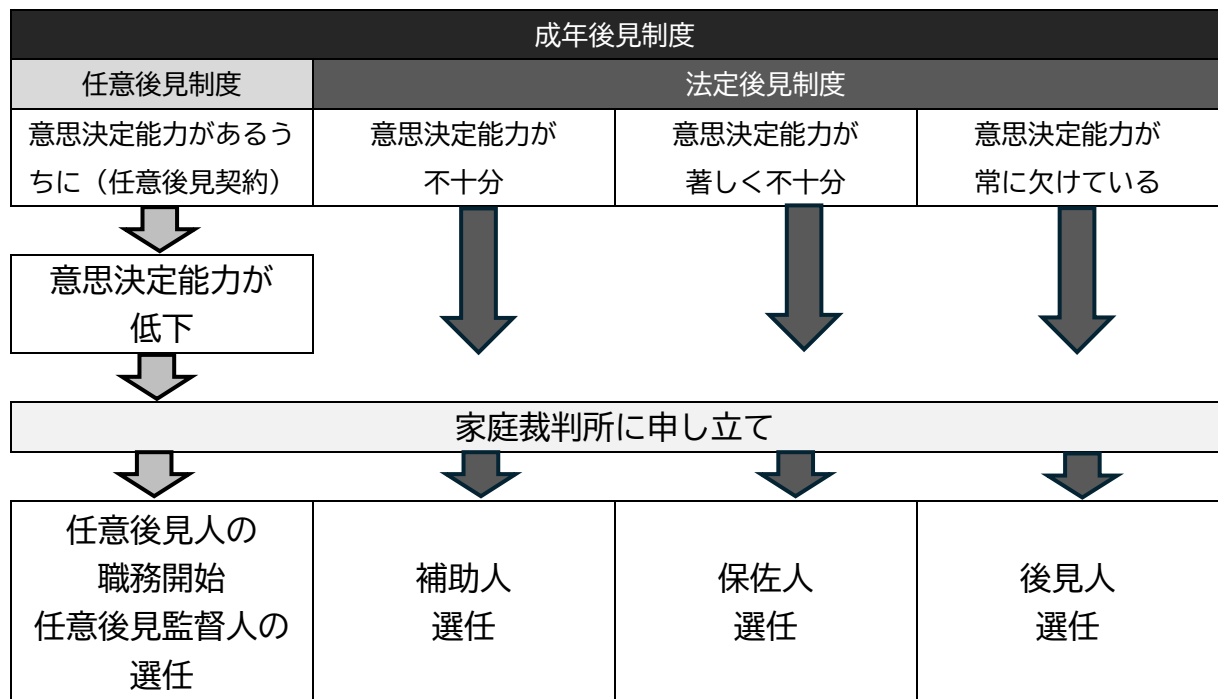 成年後見制度
任意後見制度
法定後見制度
意思決定能力があるう
ちに（任意後見契約）
意思決定能力が
不十分
意思決定能力が
著しく不十分
意思決定能力が
常に欠けている
意思決定能力が
低下
家庭裁判所に申し立て
任意後見人の
職務開始
任意後見監督人の
選任
補助人
選任
保佐人
選任
後見人
選任